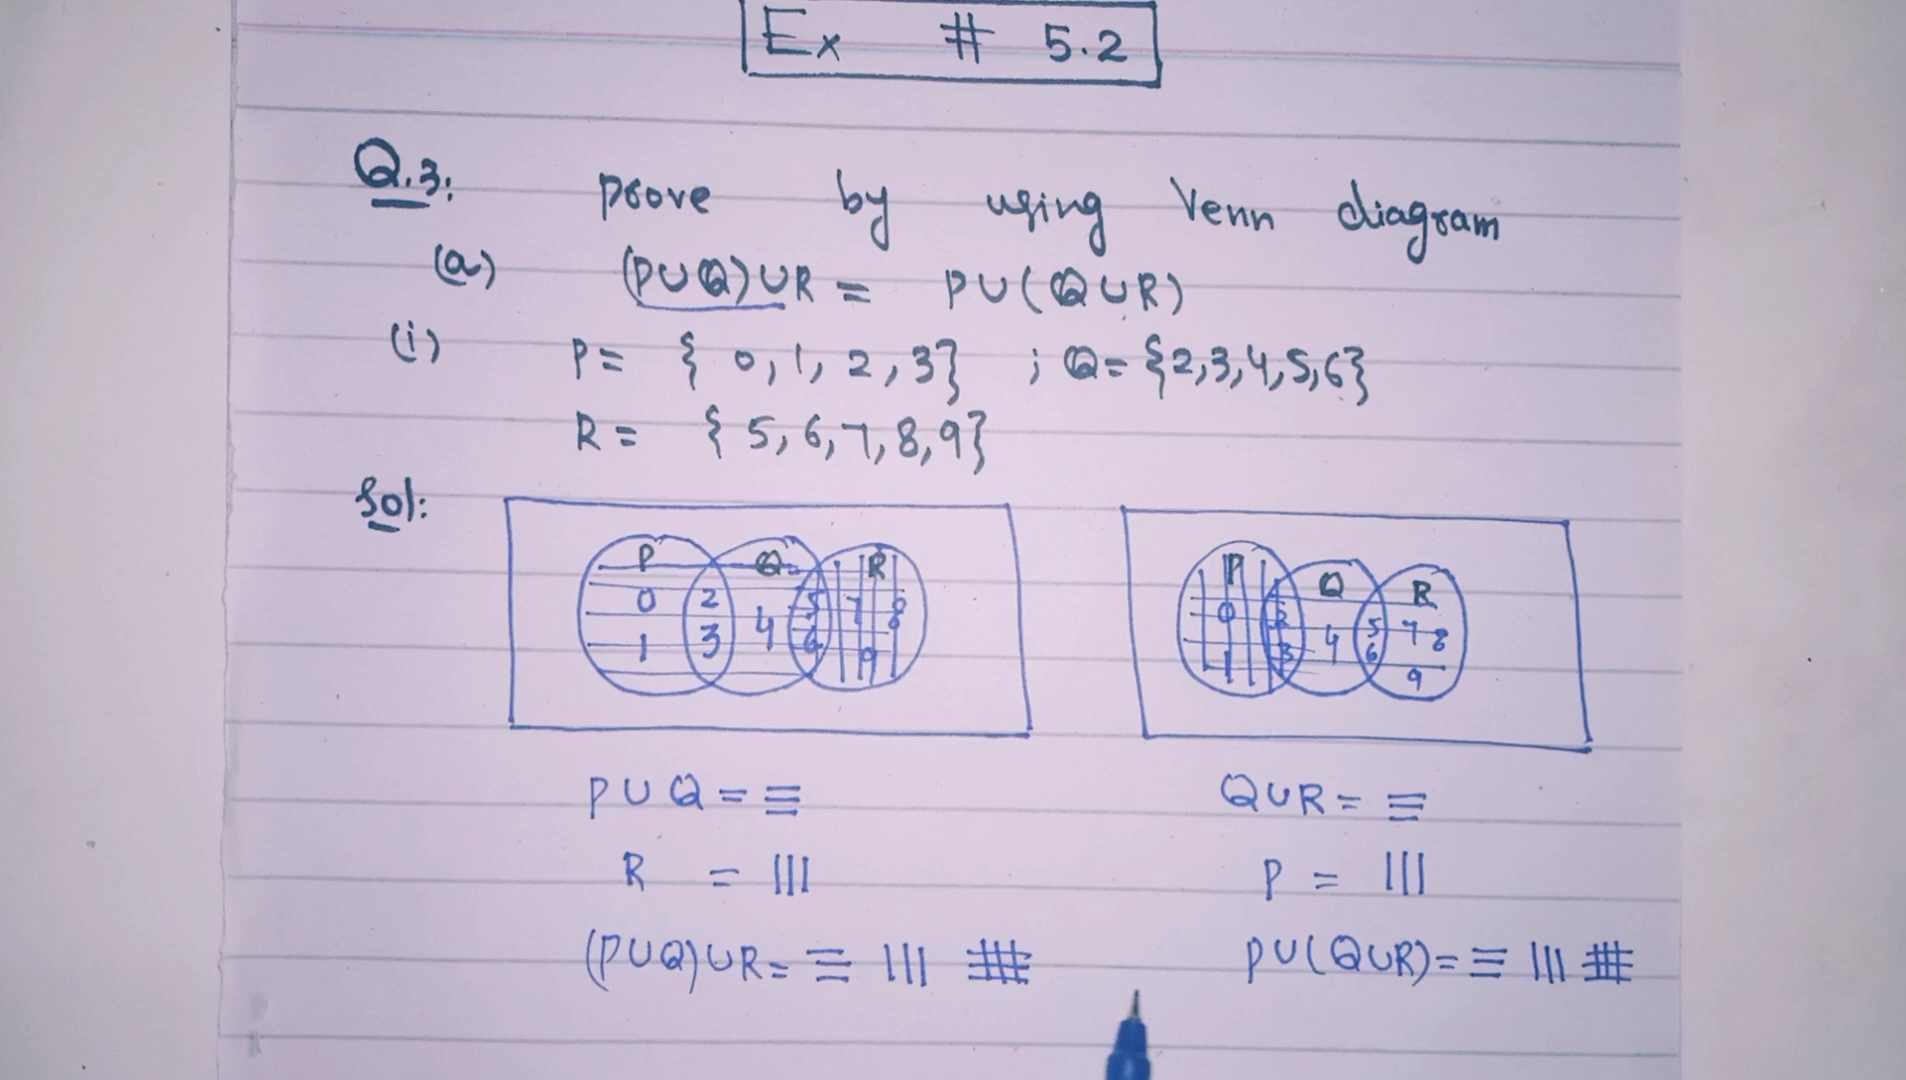 Ex # 5.2
Q.3: prove by using Venn diagram
(a) (PUQ)UR = PU(QUR)
(i) P = { 0, 1, 2, 3} ; Q = {2,3,4,5,6}
R = { 5, 6, 7, 8, 9}
Sol:
P Q R
0 2 4 5 7 8
1 3 6 9
P Q R
0 2 4 5 7 8
1 3 6 9
PUQ = ≡
R = |||
(PUQ)UR = ≡ ||| #
QUR = ≡
P = |||
PU(QUR) = ≡ ||| #